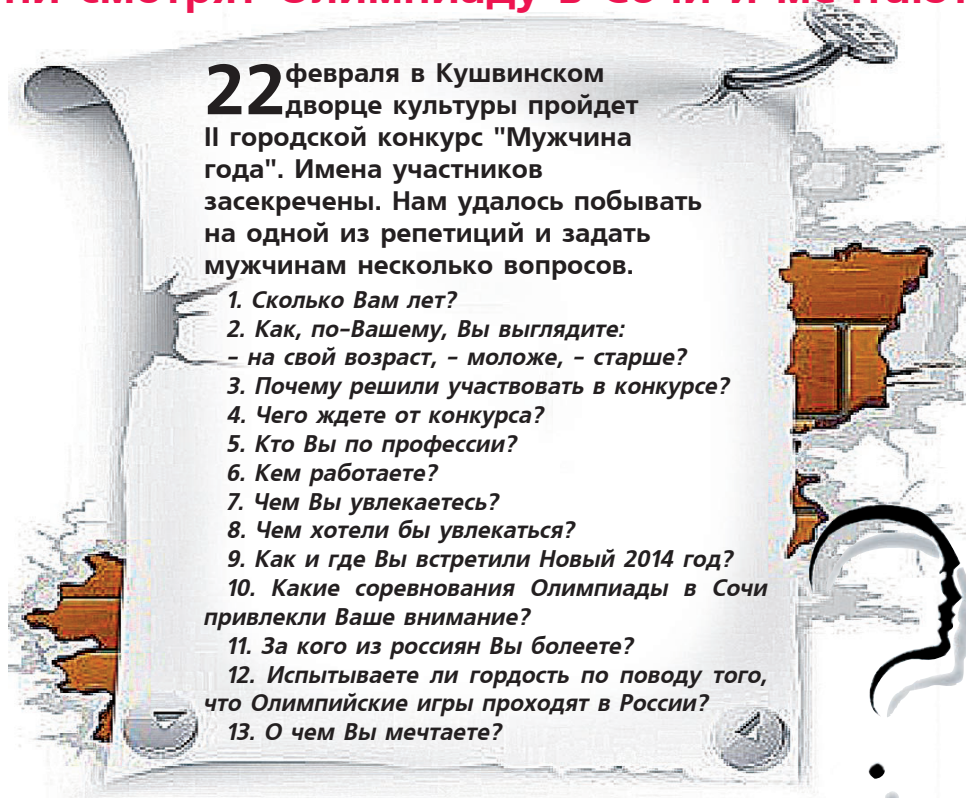 ни смотрят Олимпиаду в Сочи и мечтают
22 февраля в Кушвинском
дворце культуры пройдет
II городской конкурс "Мужчина
года". Имена участников
засекречены. Нам удалось побывать
на одной из репетиций и задать
мужчинам несколько вопросов.
1. Сколько Вам лет?
2. Как, по-Вашему, Вы выглядите:
– на свой возраст, – моложе, – старше?
3. Почему решили участвовать в конкурсе?
4. Чего ждете от конкурса?
5. Кто Вы по профессии?
6. Кем работаете?
7. Чем Вы увлекаетесь?
8. Чем хотели бы увлекаться?
9. Как и где Вы встретили Новый 2014 год?
10. Какие соревнования Олимпиады в Сочи
привлекли Ваше внимание?
11. За кого из россиян Вы болеете?
12. Испытываете ли гордость по поводу того,
что Олимпийские игры проходят в России?
13. О чем Вы мечтаете?